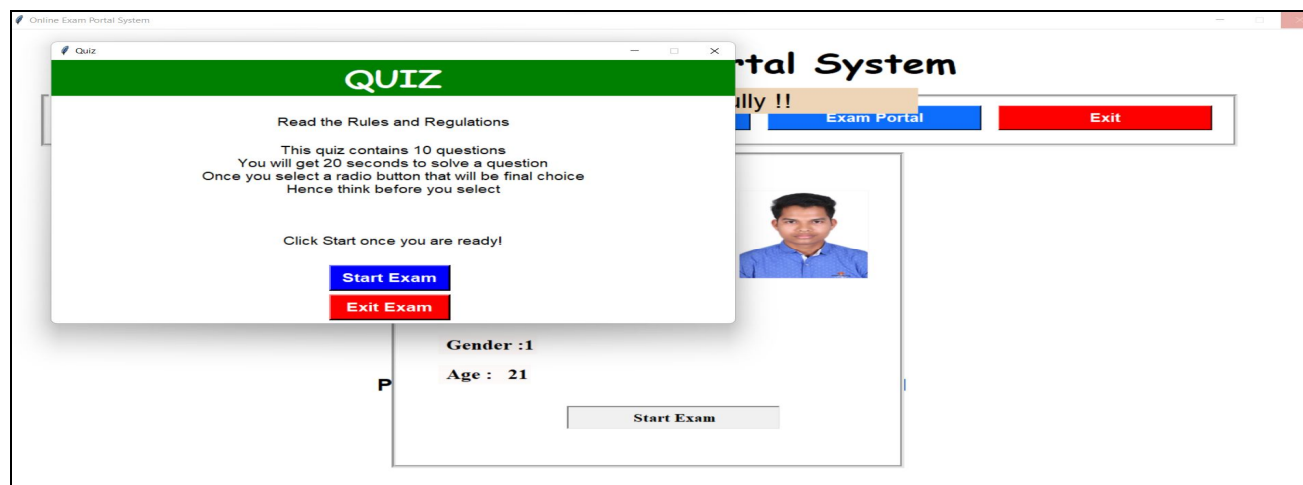 Online Exam Portal System
Quiz
QUIZ
Read the Rules and Regulations
This quiz contains 10 questions
You will get 20 seconds to solve a question
Once you select a radio button that will be final choice
Hence think before you select
Click Start once you are ready!
Start Exam
Exit Exam
System
!!
Exam Portal
Exit
Gender :1
Age : 21
P
Start Exam